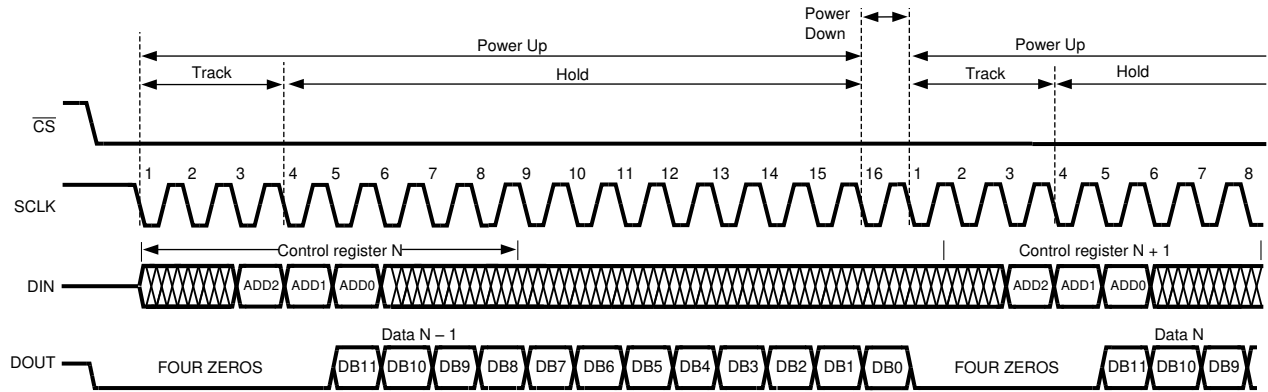 Power
Down
Power Up
Power Up
Track
Hold
Track
Hold
CS
1 2 3 4 5 6 7 8 9 10 11 12 13 14 15 16 1 2 3 4 5 6 7 8
SCLK
Control register N
Control register N + 1
DIN
ADD2 ADD1 ADD0
ADD2 ADD1 ADD0
Data N – 1
Data N
DOUT
FOUR ZEROS
DB11 DB10 DB9 DB8 DB7 DB6 DB5 DB4 DB3 DB2 DB1 DB0
FOUR ZEROS
DB11 DB10 DB9